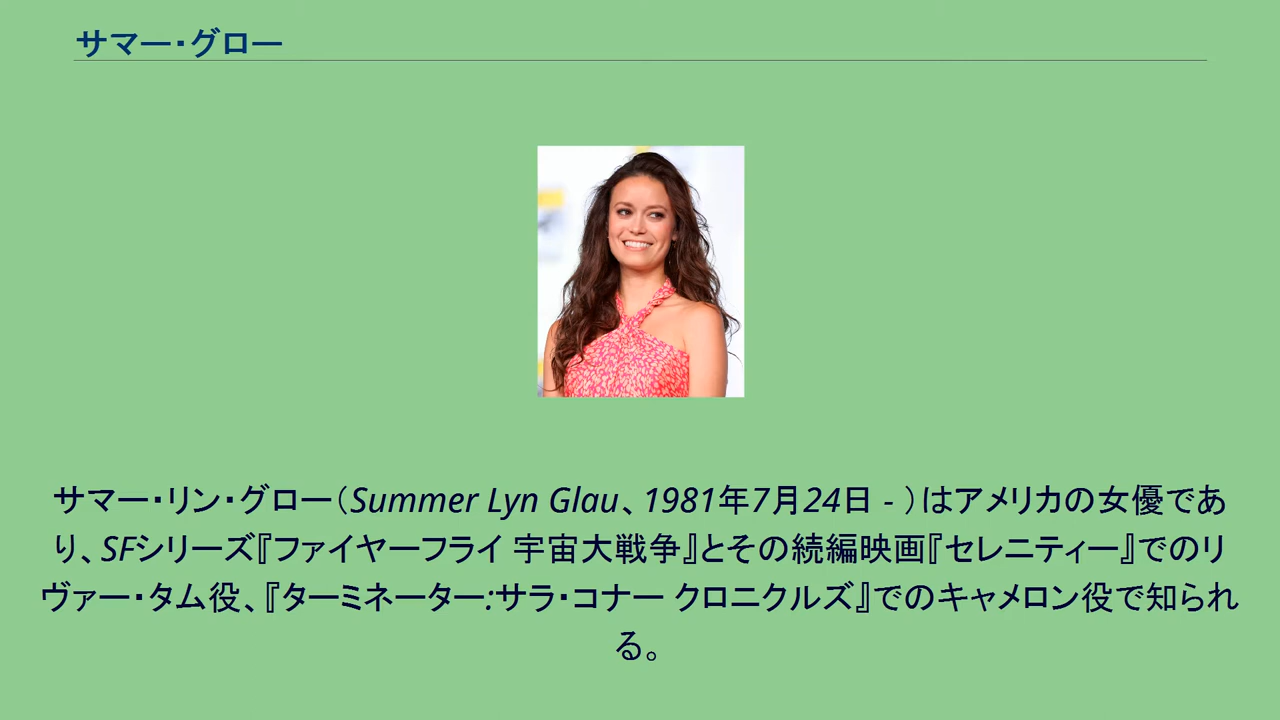 サマー・グロー
サマー・リン・グロー（Summer Lyn Glau、1981年7月24日 - ）はアメリカの女優であ
り、SFシリーズ『ファイヤーフライ 宇宙大戦争』とその続編映画『セレニティー』でのリ
ヴァー・タム役、『ターミネーター:サラ・コナー クロニクルズ』でのキャメロン役で知られ
る。